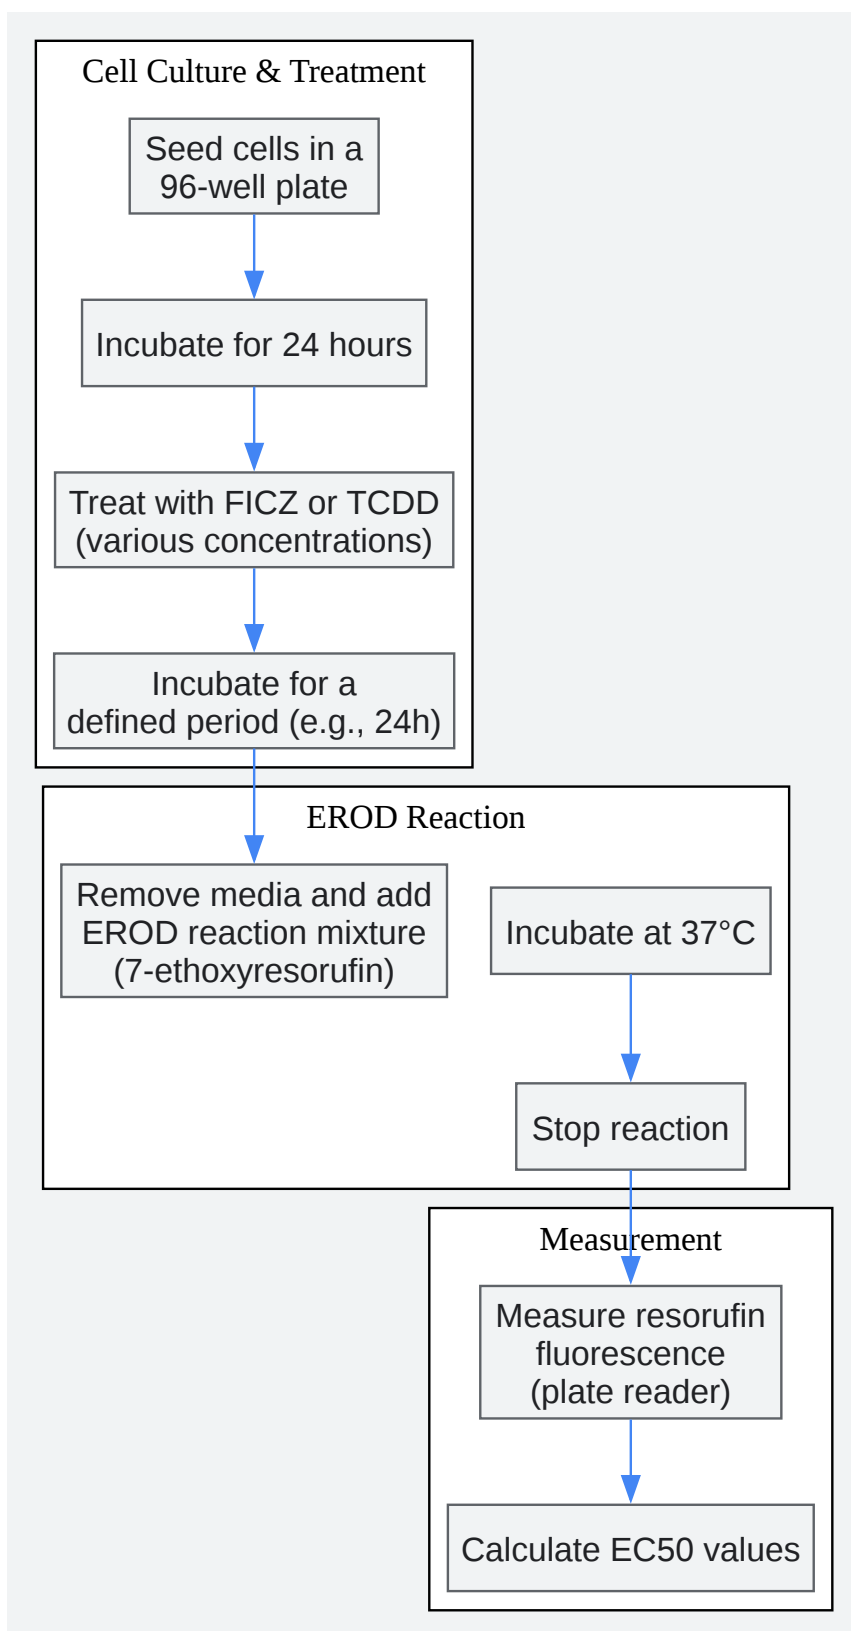 Cell Culture & Treatment
Seed cells in a
96-well plate
Incubate for 24 hours
Treat with FICZ or TCDD
(various concentrations)
Incubate for a
defined period (e.g., 24h)
EROD Reaction
Remove media and add
EROD reaction mixture
(7-ethoxyresorufin)
Incubate at 37°C
Stop reaction
Measurement
Measure resorufin
fluorescence
(plate reader)
Calculate EC50 values